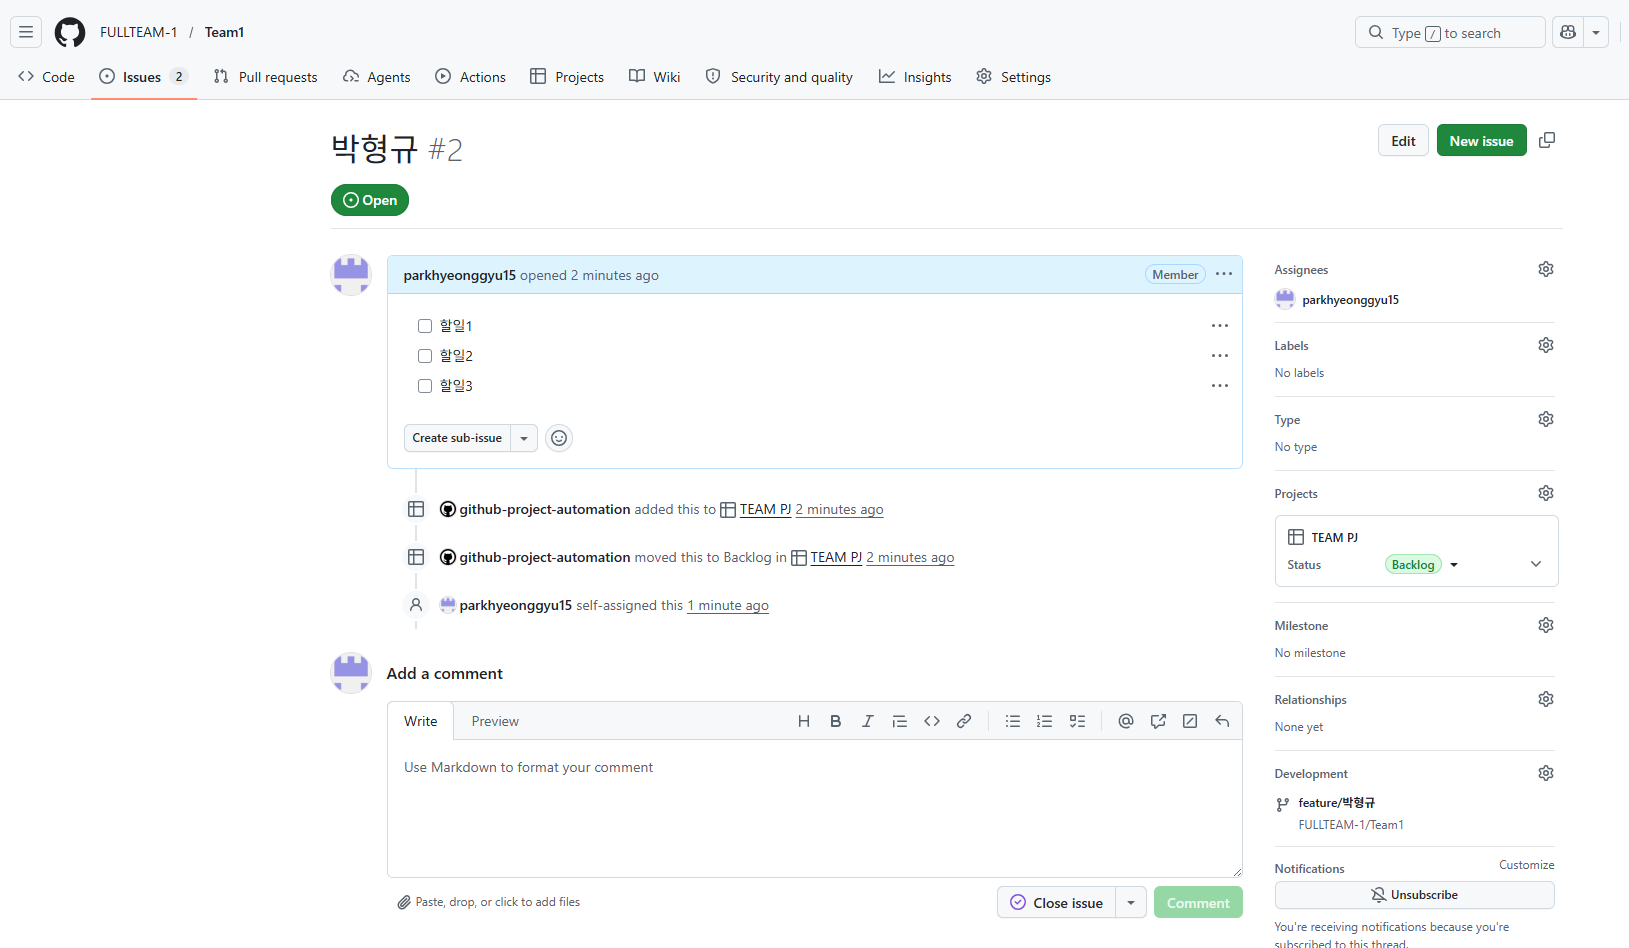 FULLTEAM-1 / Team1
Type / to search
Code Issues 2 Pull requests Agents Actions Projects Wiki Security and quality Insights Settings
박형규 #2
Edit New issue
Open
parkhyeonggyu15 opened 2 minutes ago Member
할일1
할일2
할일3
Create sub-issue
github-project-automation added this to TEAM PJ 2 minutes ago
github-project-automation moved this to Backlog in TEAM PJ 2 minutes ago
parkhyeonggyu15 self-assigned this 1 minute ago
Add a comment
Write Preview
Use Markdown to format your comment
Paste, drop, or click to add files
Close issue Comment
Assignees
parkhyeonggyu15
Labels
No labels
Type
No type
Projects
TEAM PJ
Status Backlog
Milestone
No milestone
Relationships
None yet
Development
feature/박형규
FULLTEAM-1/Team1
Notifications Customize
Unsubscribe
You're receiving notifications because you're
subscribed to this thread.